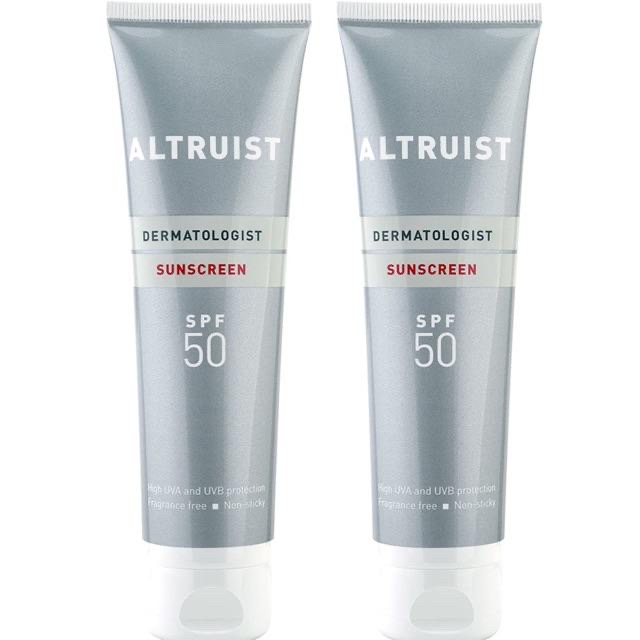 ALTRUIST
DERMATOLOGIST
SUNSCREEN
SPF
50
High UVA and UVB protection
Fragrance free ■ Non-sticky
ALTRUIST
DERMATOLOGIST
SUNSCREEN
SPF
50
High UVA and UVB protection
Fragrance free ■ Non-sticky